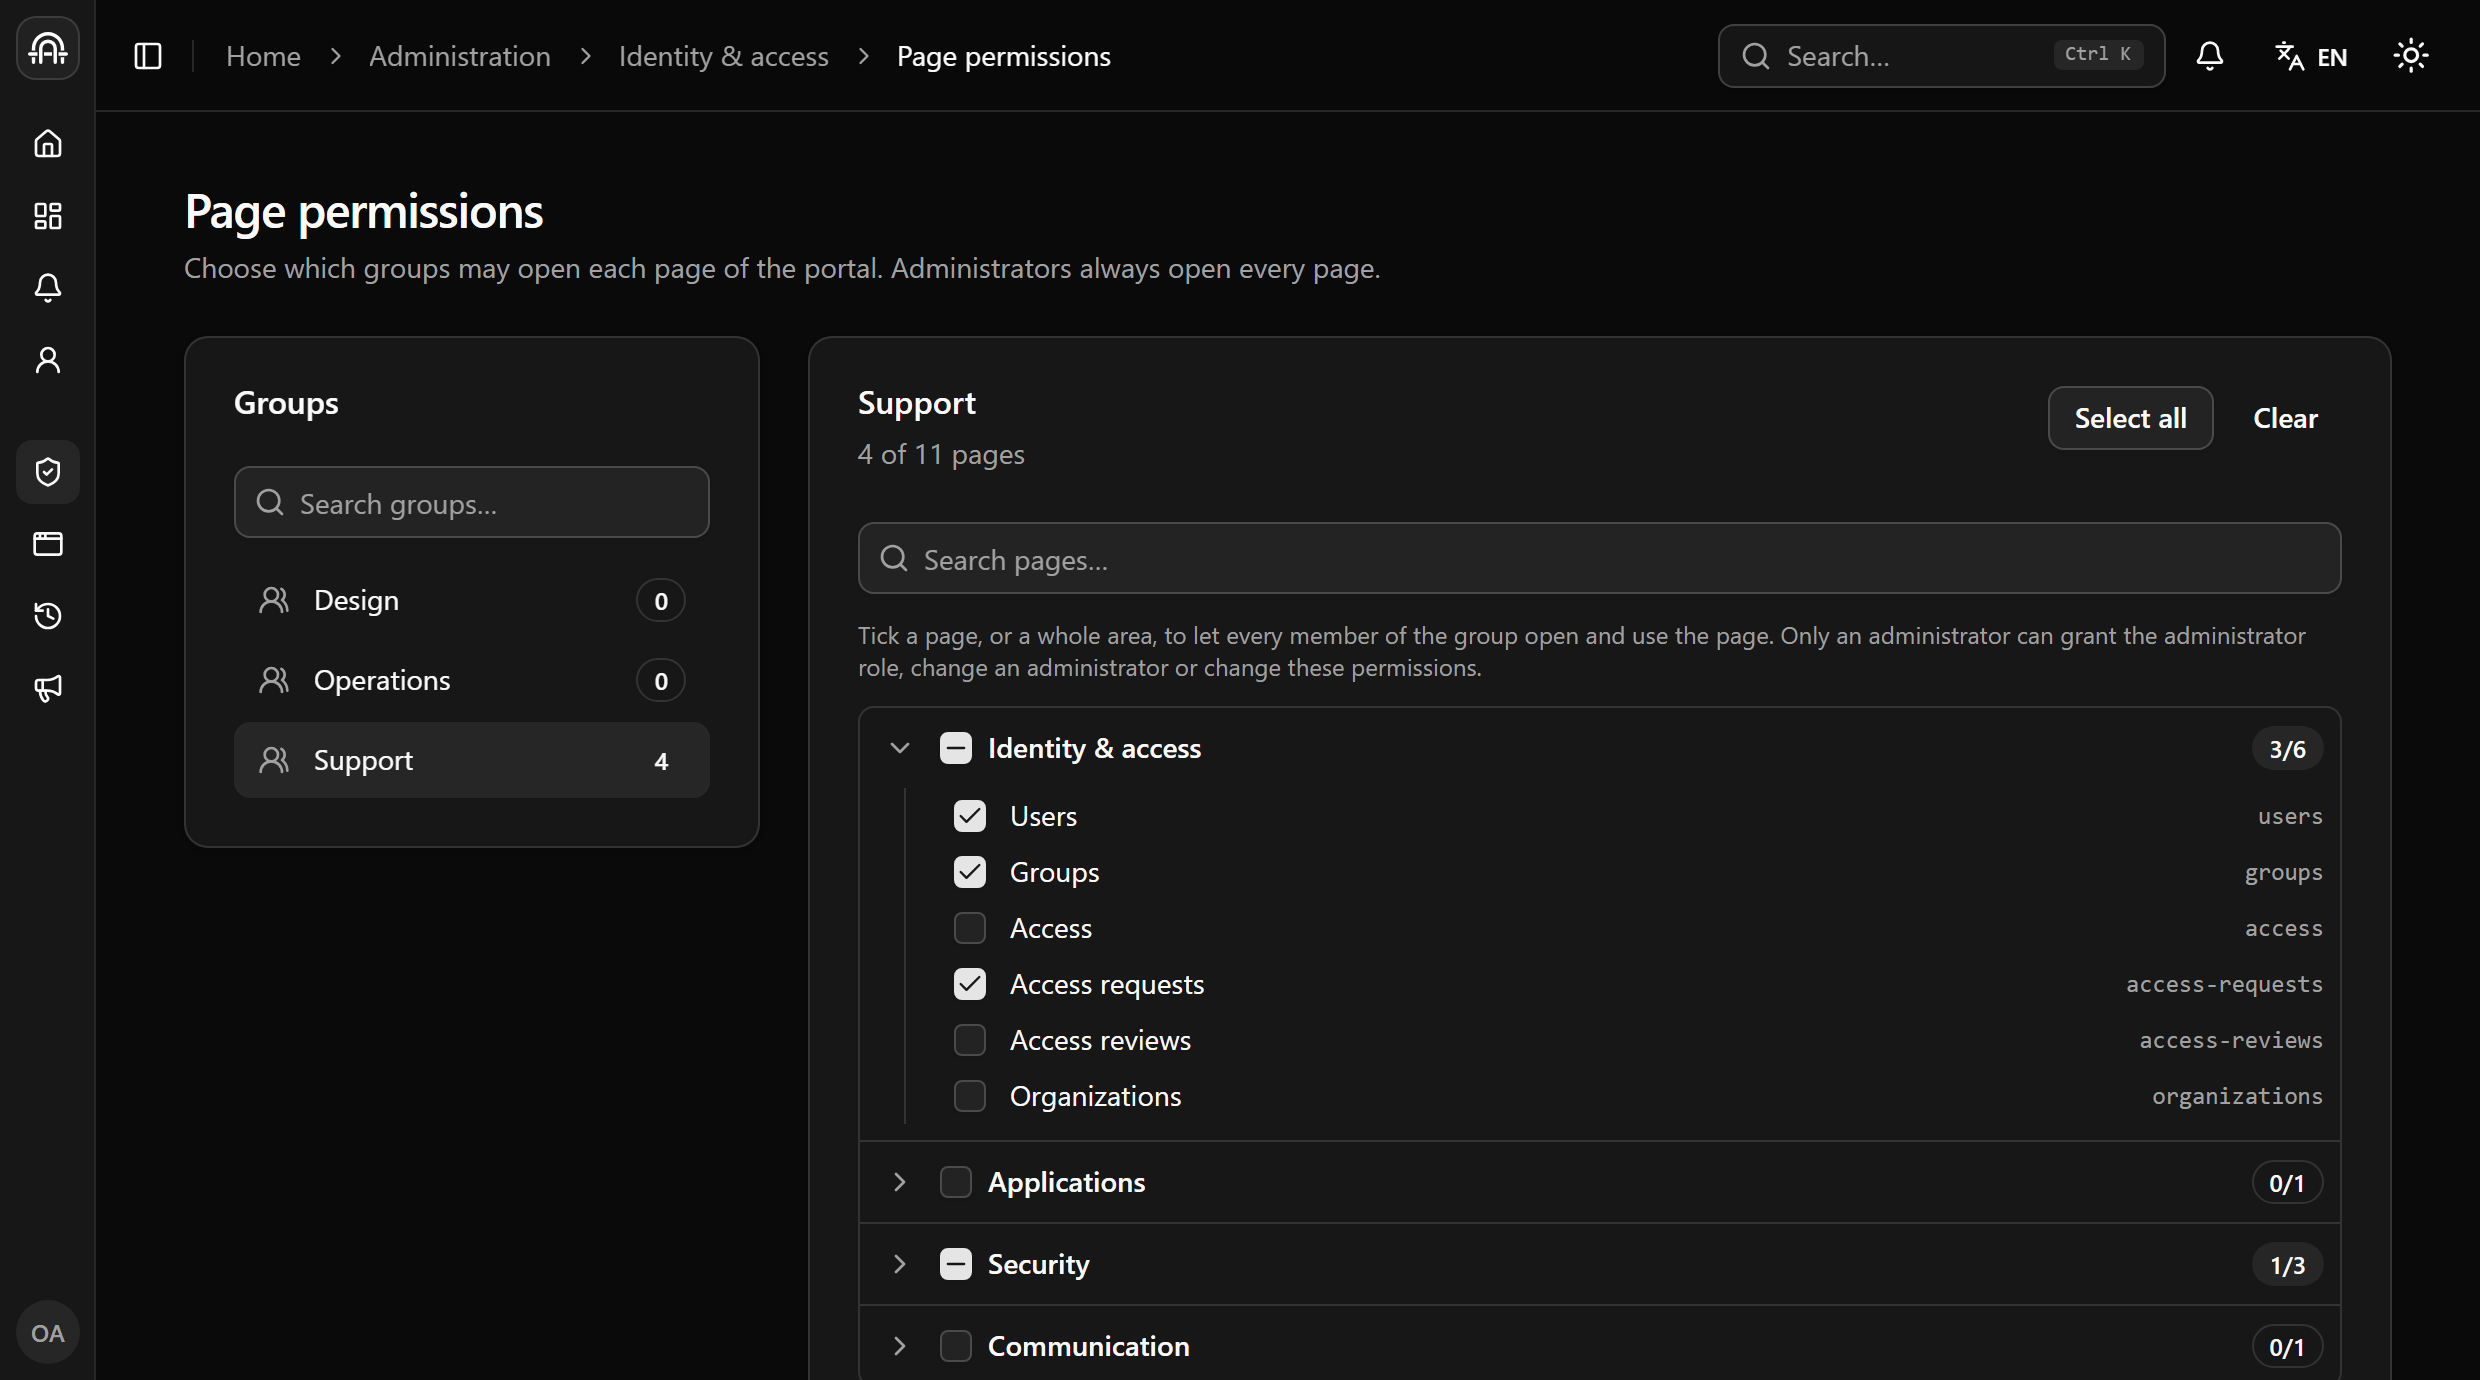 Home > Administration > Identity & access > Page permissions
Search... Ctrl K
EN
Page permissions
Choose which groups may open each page of the portal. Administrators always open every page.
Groups
Search groups...
Design 0
Operations 0
Support 4
Support
4 of 11 pages
Select all
Clear
Search pages...
Tick a page, or a whole area, to let every member of the group open and use the page. Only an administrator can grant the administrator
role, change an administrator or change these permissions.
Identity & access 3/6
Users users
Groups groups
Access access
Access requests access-requests
Access reviews access-reviews
Organizations organizations
Applications 0/1
Security 1/3
Communication 0/1
OA